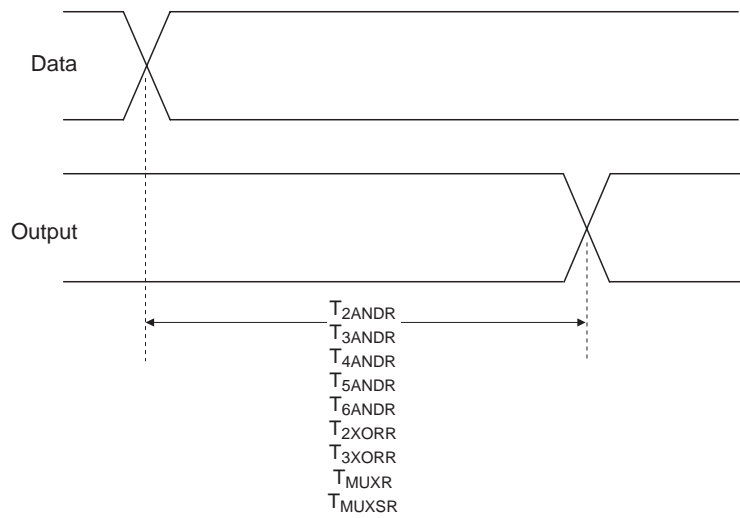 Data
Output
T2ANDR
T3ANDR
T4ANDR
T5ANDR
T6ANDR
T2XORR
T3XORR
TMUXR
TMUXSR